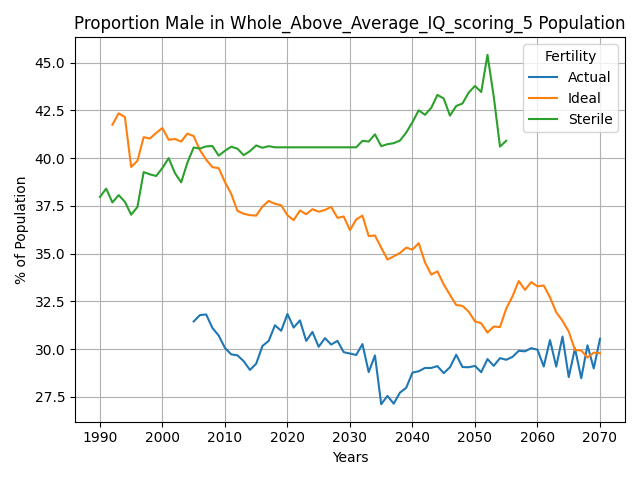 Proportion Male in Whole_Above_Average_IQ_scoring_5 Population
% of Population
45.0
42.5
40.0
37.5
35.0
32.5
30.0
27.5
Fertility
Actual
Ideal
Sterile
1990 2000 2010 2020 2030 2040 2050 2060 2070
Years